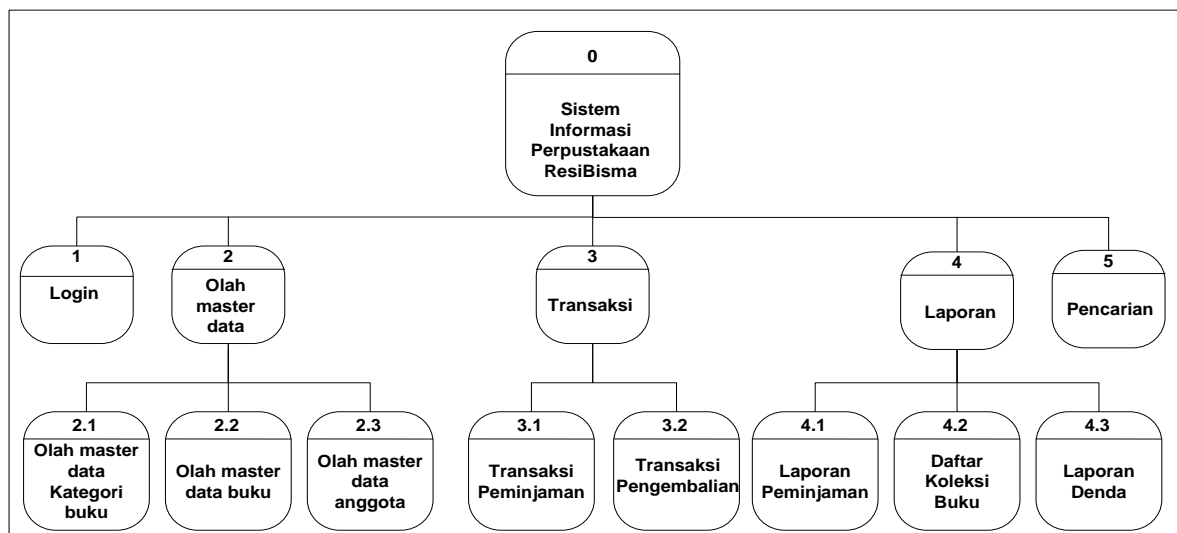 0
Sistem
Informasi
Perpustakaan
ResiBisma
1
Login
2
Olah
master
data
3
Transaksi
4
Laporan
5
Pencarian
2.1
Olah master
data
Kategori
buku
2.2
Olah master
data buku
2.3
Olah master
data
anggota
3.1
Transaksi
Peminjaman
3.2
Transaksi
Pengembalian
4.1
Laporan
Peminjaman
4.2
Daftar
Koleksi
Buku
4.3
Laporan
Denda